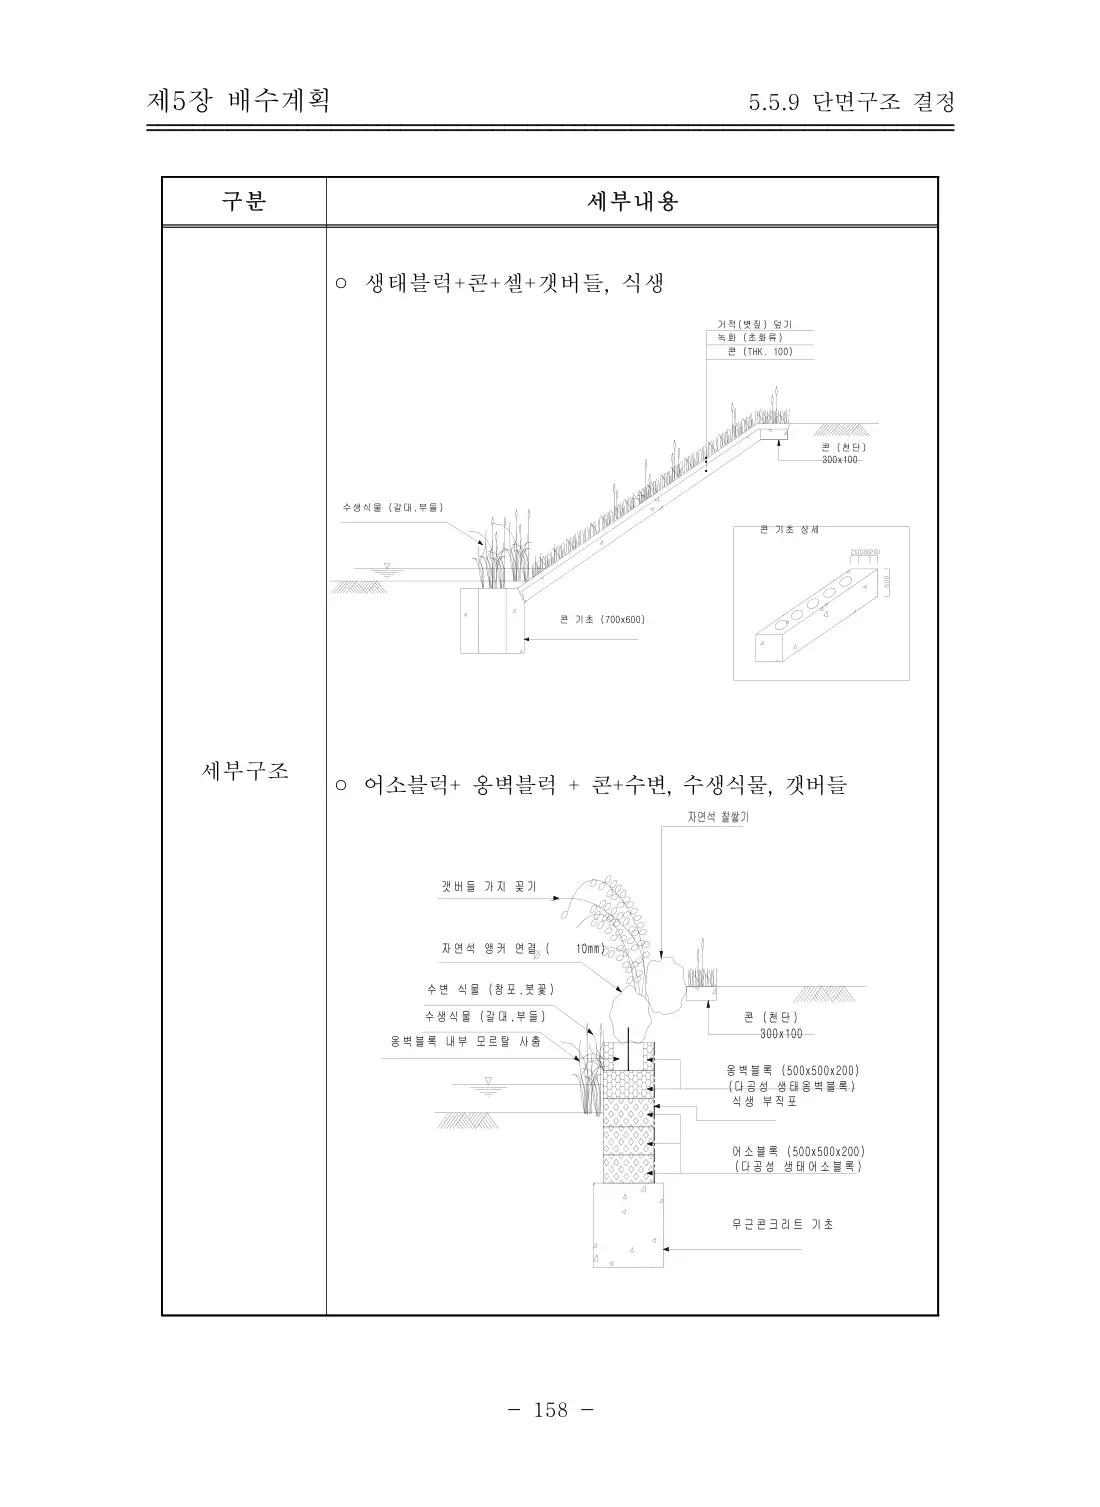 제5장 배수계획
5.5.9 단면구조 결정
구분
세부내용
세부구조
○ 생태블럭+콘+셀+갯버들, 식생
거적(볏짚) 덮기
녹화 (초화류)
콘 (THK. 100)
콘 (천단)
300x100
수생식물 (갈대,부들)
콘 기초 상세
600
콘 기초 (700x600)
○ 어소블럭+ 옹벽블럭 + 콘+수변, 수생식물, 갯버들
자연석 찰쌓기
갯버들 가지 꽂기
자연석 앵커 연결 (⌀ 10mm)
수변 식물 (창포,붓꽃)
수생식물 (갈대,부들)
옹벽블록 내부 모르탈 사춤
콘 (천단)
300x100
옹벽블록 (500x500x200)
(다공성 생태옹벽블록)
식생 부직포
어소블록 (500x500x200)
(다공성 생태어소블록)
무근콘크리트 기초
- 158 -